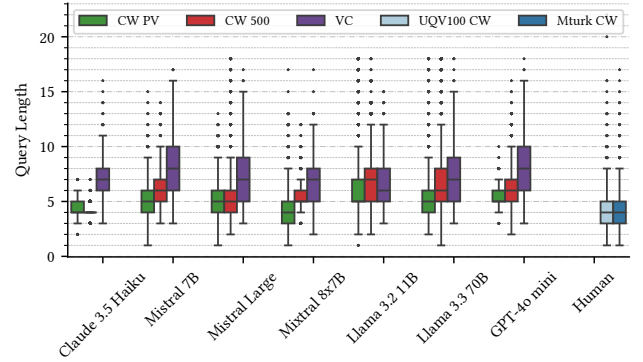 CW PV CW 500 VC UQV100 CW Mturk CW
20
15
10
5
0
Query Length
Claude 3.5 Haiku
Mistral 7B
Mistral Large
Mixtral 8x7B
Llama 3.2 11B
Llama 3.3 70B
GPT-4o mini
Human